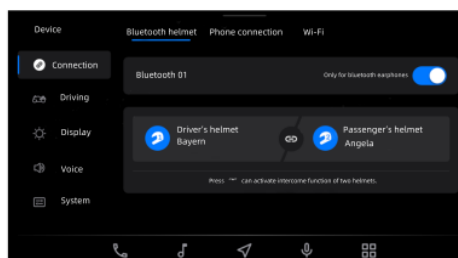 Device
Bluetooth helmet Phone connection Wi-Fi
Connection
Bluetooth 01 Only for bluetooth earphones
Driving
Driver's helmet Passenger's helmet
Bayern Angela
Display
Voice
Press can activate intercome function of two helmets.
System